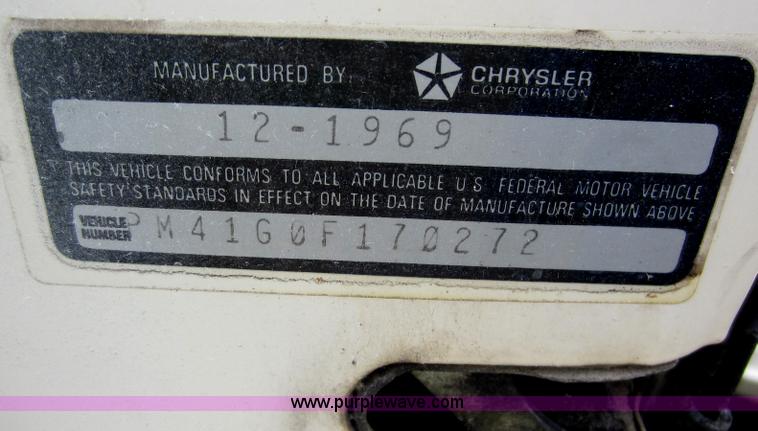 MANUFACTURED BY: CHRYSLER CORPORATION
12-1969
THIS VEHICLE CONFORMS TO ALL APPLICABLE U S FEDERAL MOTOR VEHICLE
SAFETY STANDARDS IN EFFECT ON THE DATE OF MANUFACTURE SHOWN ABOVE
VEHICLE NUMBER PM41G0F170272
www.purplewave.com